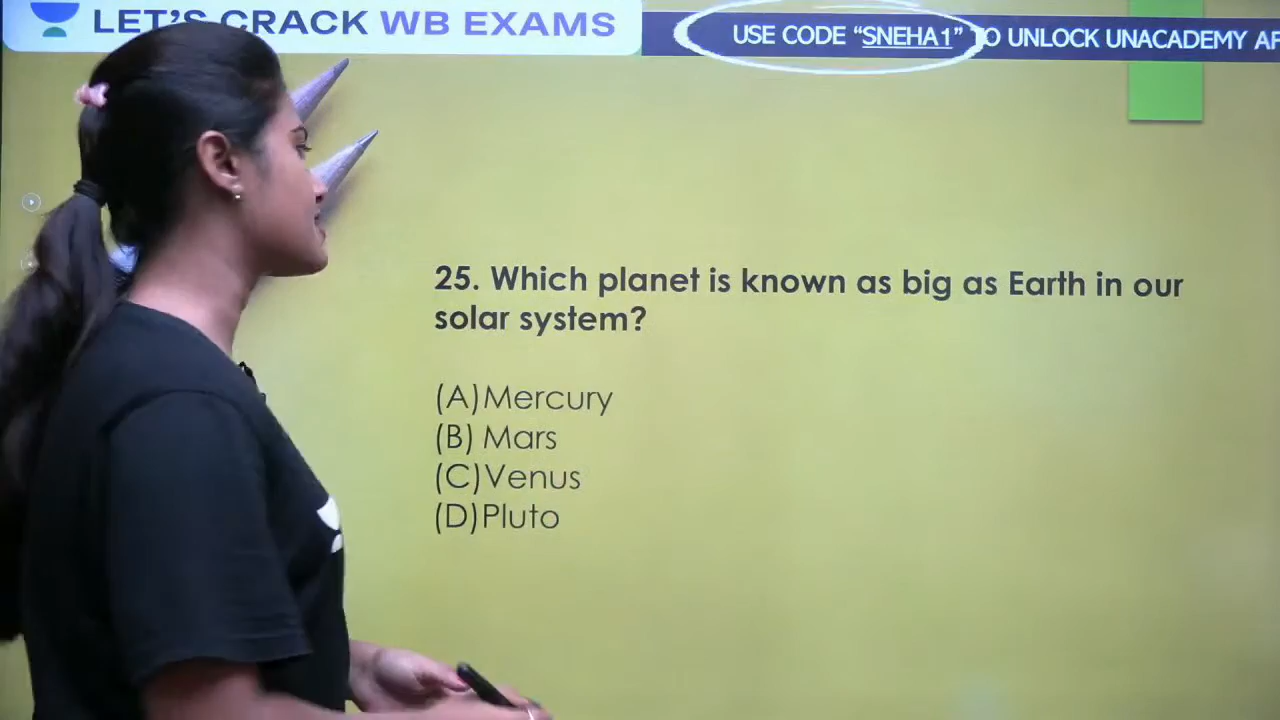 LET'S CRACK WB EXAMS
USE CODE “SNEHA1” TO UNLOCK UNACADEMY
25. Which planet is known as big as Earth in our
solar system?
(A)Mercury
(B) Mars
(C)Venus
(D)Pluto